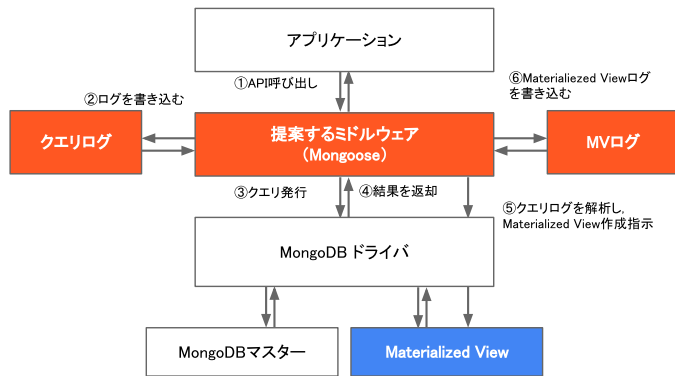 アプリケーション
①API呼び出し
⑥Materialiezed Viewログ
を書き込む
②ログを書き込む
クエリログ
提案するミドルウェア
（Mongoose）
MVログ
③クエリ発行
④結果を返却
⑤クエリログを解析し,
Materialized View作成指示
MongoDB ドライバ
MongoDBマスター
Materialized View